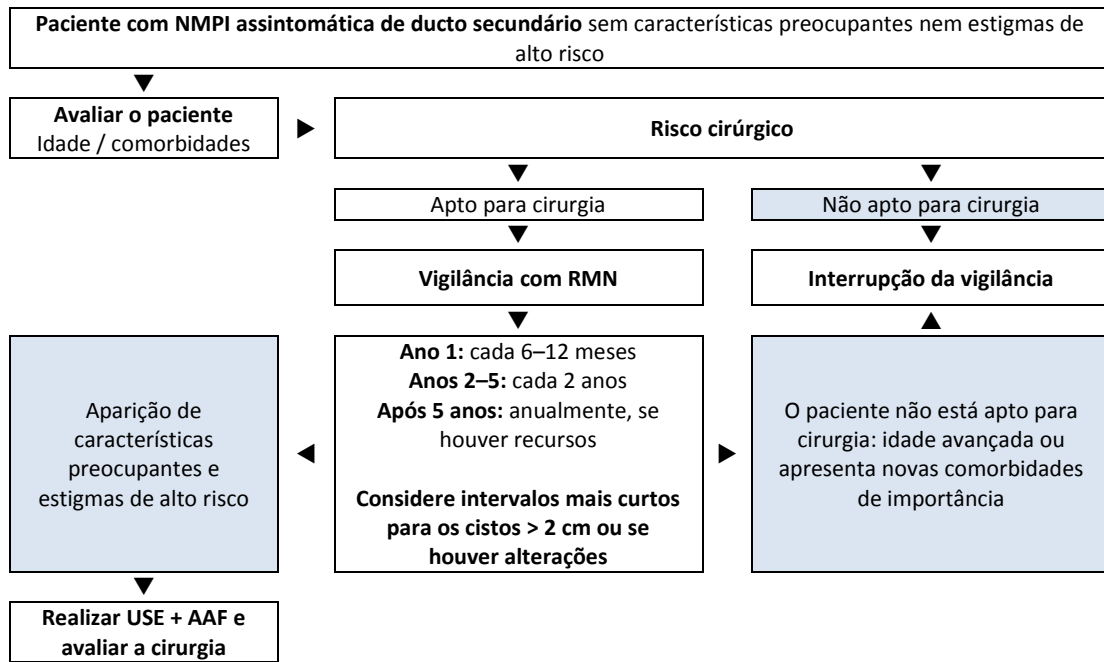 Paciente com NMPI assintomática de ducto secundário sem características preocupantes nem estigmas de
alto risco
Avaliar o paciente
Idade / comorbidades
Risco cirúrgico
Apto para cirurgia
Não apto para cirurgia
Vigilância com RMN
Interrupção da vigilância
Aparição de
características
preocupantes e
estigmas de alto risco
Ano 1: cada 6–12 meses
Anos 2–5: cada 2 anos
Após 5 anos: anualmente, se
houver recursos
Considere intervalos mais curtos
para os cistos > 2 cm ou se
houver alterações
O paciente não está apto para
cirurgia: idade avançada ou
apresenta novas comorbidades
de importância
Realizar USE + AAF e
avaliar a cirurgia